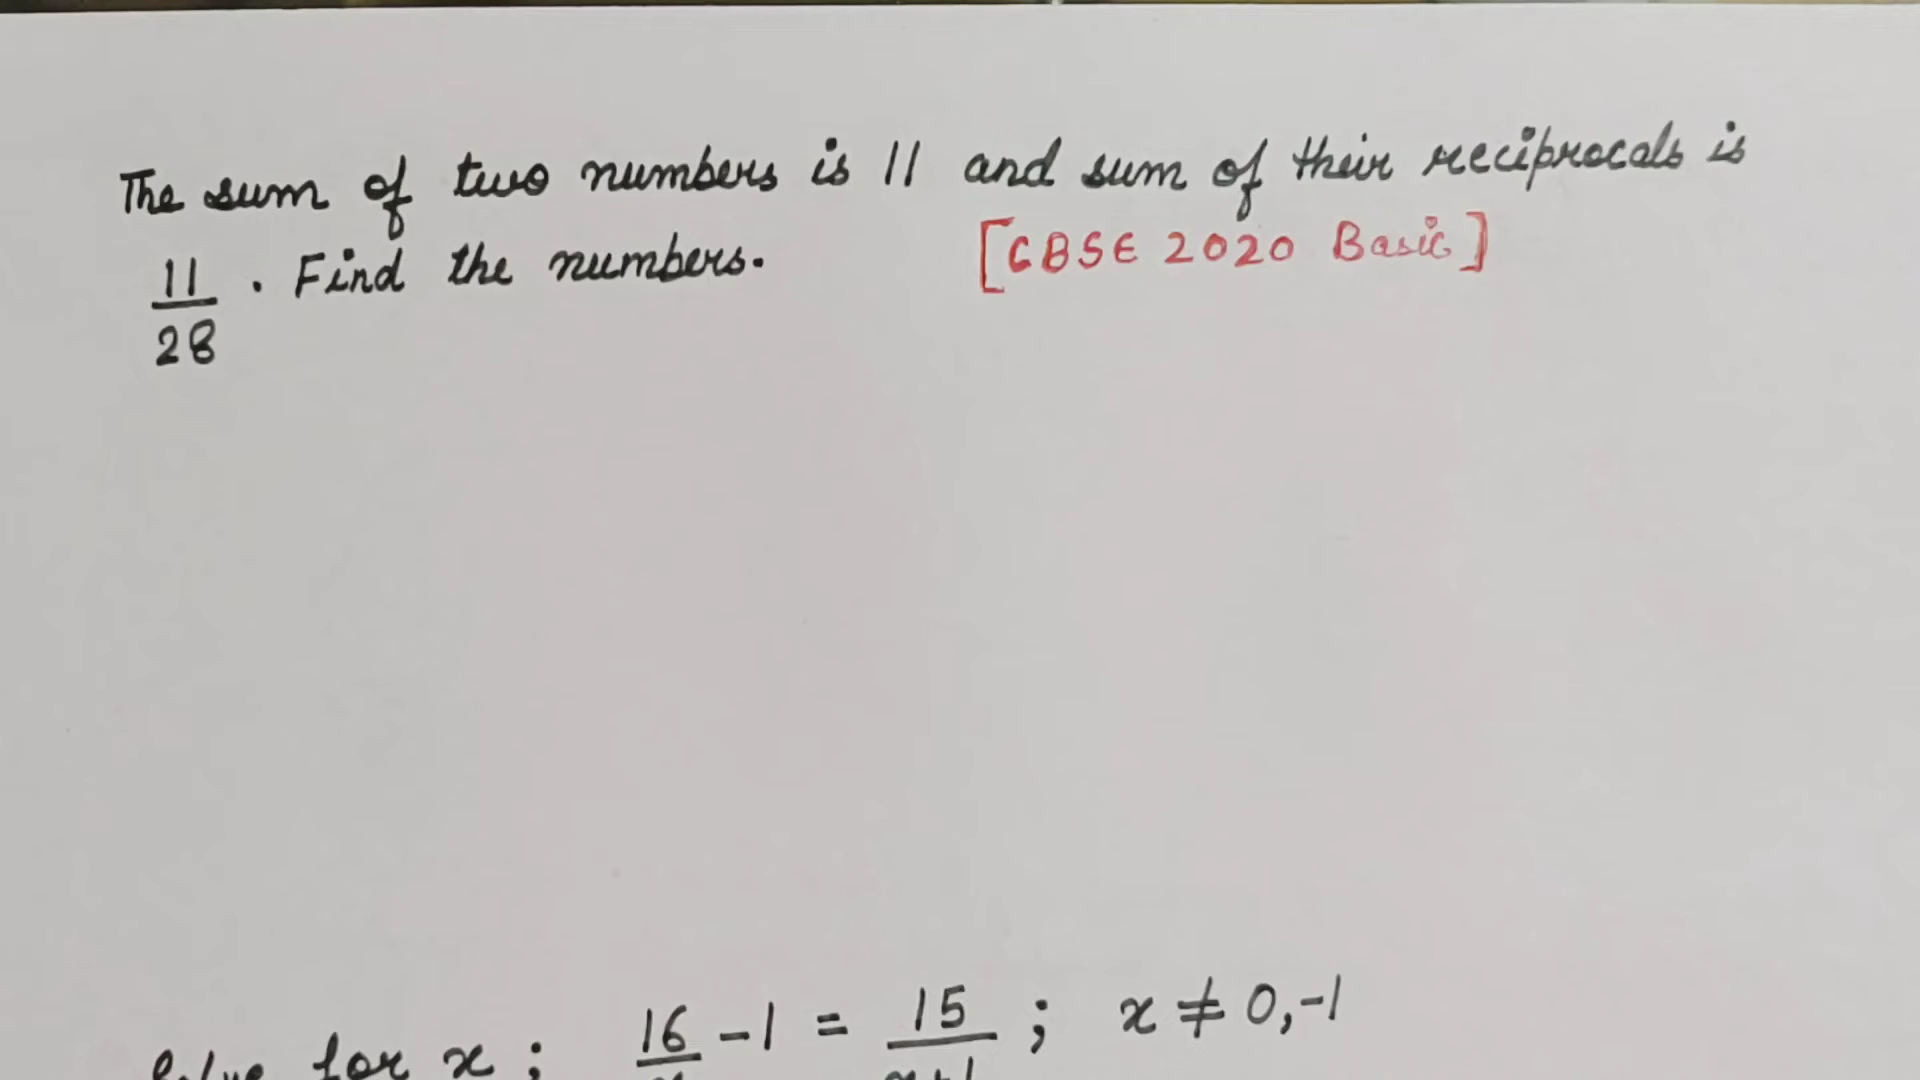 The sum of two numbers is 11 and sum of their reciprocals is
11/28 . Find the numbers. [CBSE 2020 Basic]
for x ; 16/x - 1 = 15/x+1 ; x ≠ 0, -1